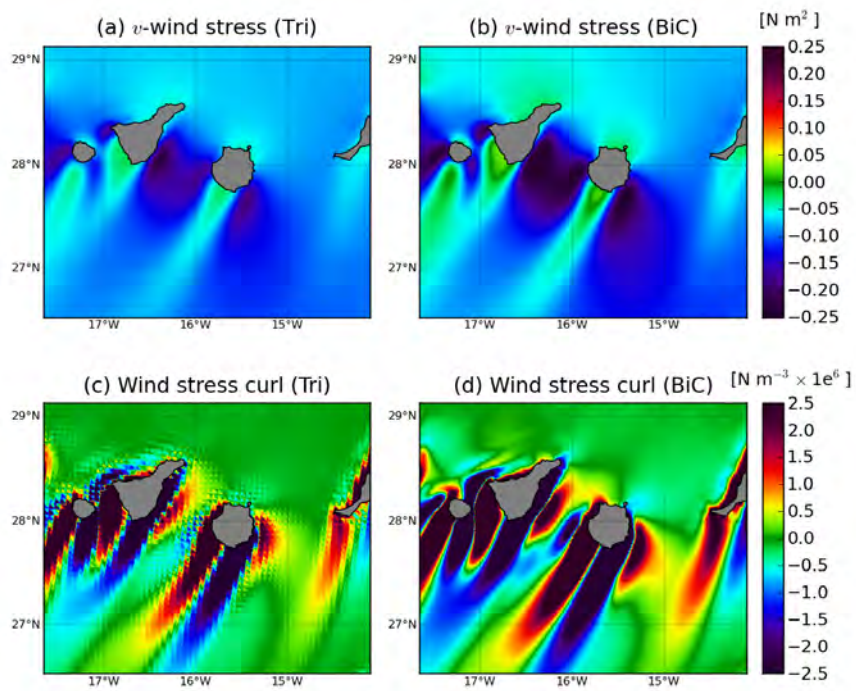 (a) v-wind stress (Tri)
(b) v-wind stress (BiC)
[N m²]
29°N
28°N
27°N
17°W
16°W
15°W
29°N
28°N
27°N
17°W
16°W
15°W
0.25
0.20
0.15
0.10
0.05
0.00
−0.05
−0.10
−0.15
−0.20
−0.25
(c) Wind stress curl (Tri)
(d) Wind stress curl (BiC)
[N m⁻³ × 1e⁶]
29°N
28°N
27°N
17°W
16°W
15°W
29°N
28°N
27°N
17°W
16°W
15°W
2.5
2.0
1.5
1.0
0.5
0.0
−0.5
−1.0
−1.5
−2.0
−2.5